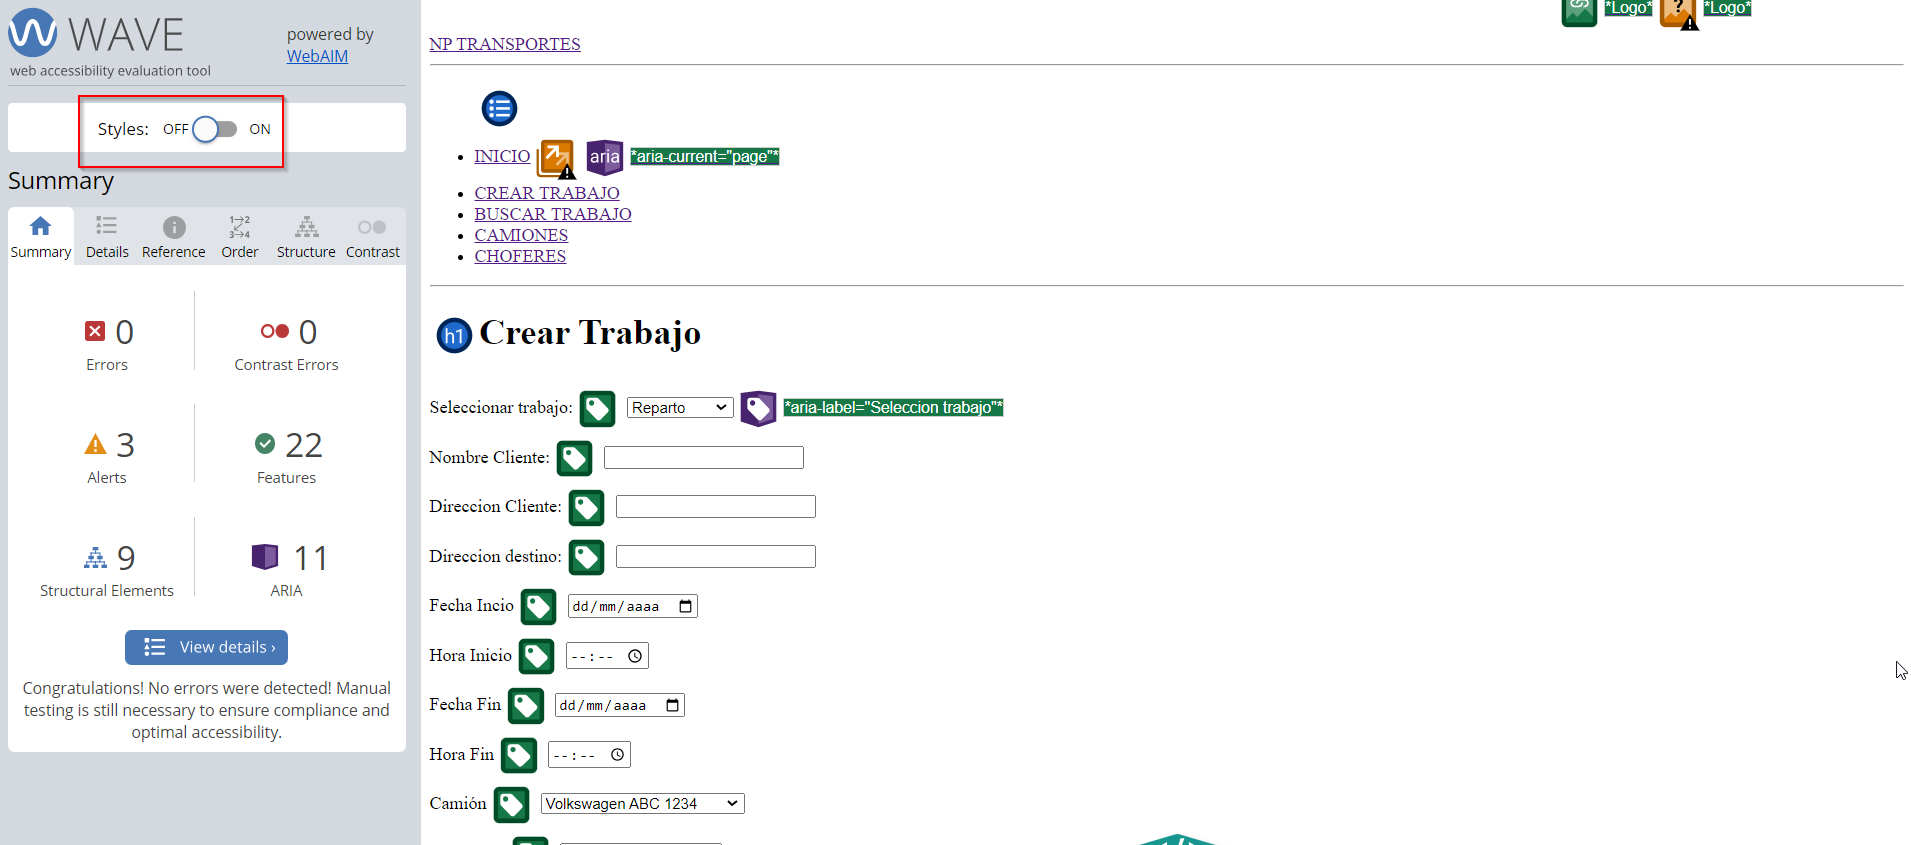 WAVE
powered by
WebAIM
web accessibility evaluation tool
Styles: OFF ON
Summary
1→2
3→4
Summary Details Reference Order Structure Contrast
0 0
Errors Contrast Errors
3 22
Alerts Features
9 11
Structural Elements ARIA
View details ›
Congratulations! No errors were detected! Manual
testing is still necessary to ensure compliance and
optimal accessibility.
*Logo* ? *Logo*
NP TRANSPORTES
INICIO aria *aria-current="page"*
CREAR TRABAJO
BUSCAR TRABAJO
CAMIONES
CHOFERES
h1 Crear Trabajo
Seleccionar trabajo: Reparto *aria-label="Seleccion trabajo"*
Nombre Cliente:
Direccion Cliente:
Direccion destino:
Fecha Incio dd/mm/aaaa
Hora Inicio --:--
Fecha Fin dd/mm/aaaa
Hora Fin --:--
Camión Volkswagen ABC 1234